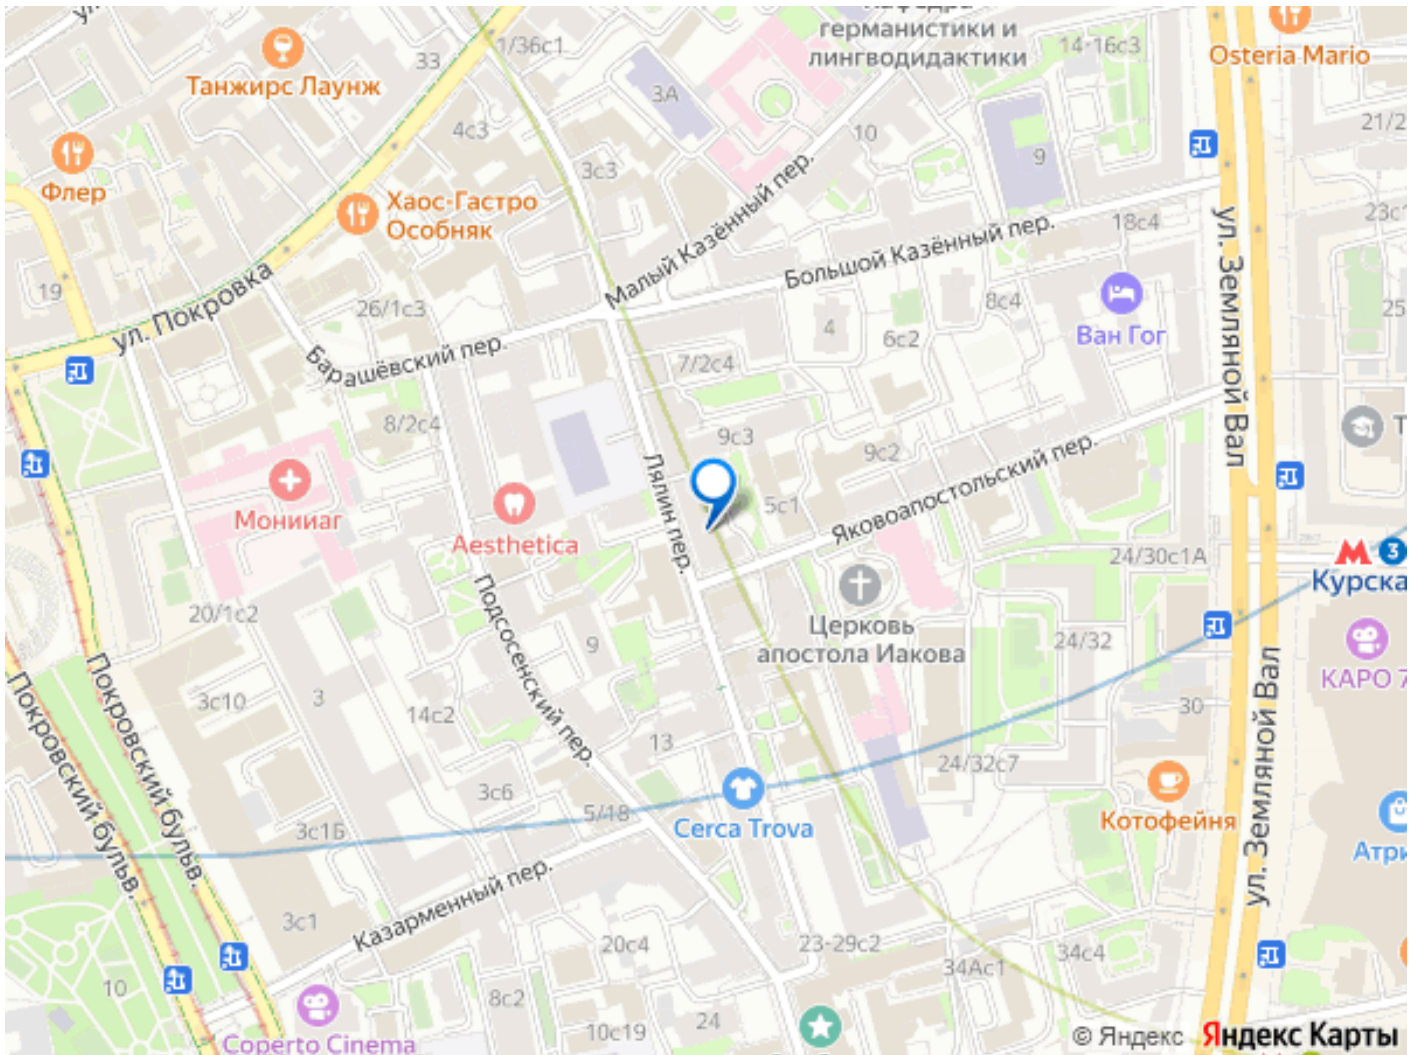 германистики и
лингводидактики
14-16с3
Osteria Mario
1/36с1
33
Танжирс Лаунж
3А
21/2
4с3
10
9
3с3
Флер
Хаос-Гастро
Особняк
Малый Казённый пер.
18с4
23с1
Большой Казённый пер.
ул. Земляной Вал
19
ул. Покровка
26/1с3
8с4
25
4
6с2
Ван Гог
Барашёвский пер.
7/2с4
8/2с4
9с3
9с2
Яковоапостольский пер.
Лялин пер.
5с1
Мониинаг
Aesthetica
24/30с1А
3
Курска
20/1с2
Подсосенский пер.
Церковь
апостола Иакова
24/32
9
КАРО 7
Покровский бульв.
Покровский бульв.
3с10
3
14с2
30
ул. Земляной Вал
13
24/32с7
3с6
5/18
3с1Б
Cerca Trova
Котофейня
Атри
Казарменный пер.
3с1
20с4
23-29с2
34с4
34Ас1
10
8с2
24
10с19
Coperto Cinema
© Яндекс Яндекс Карты